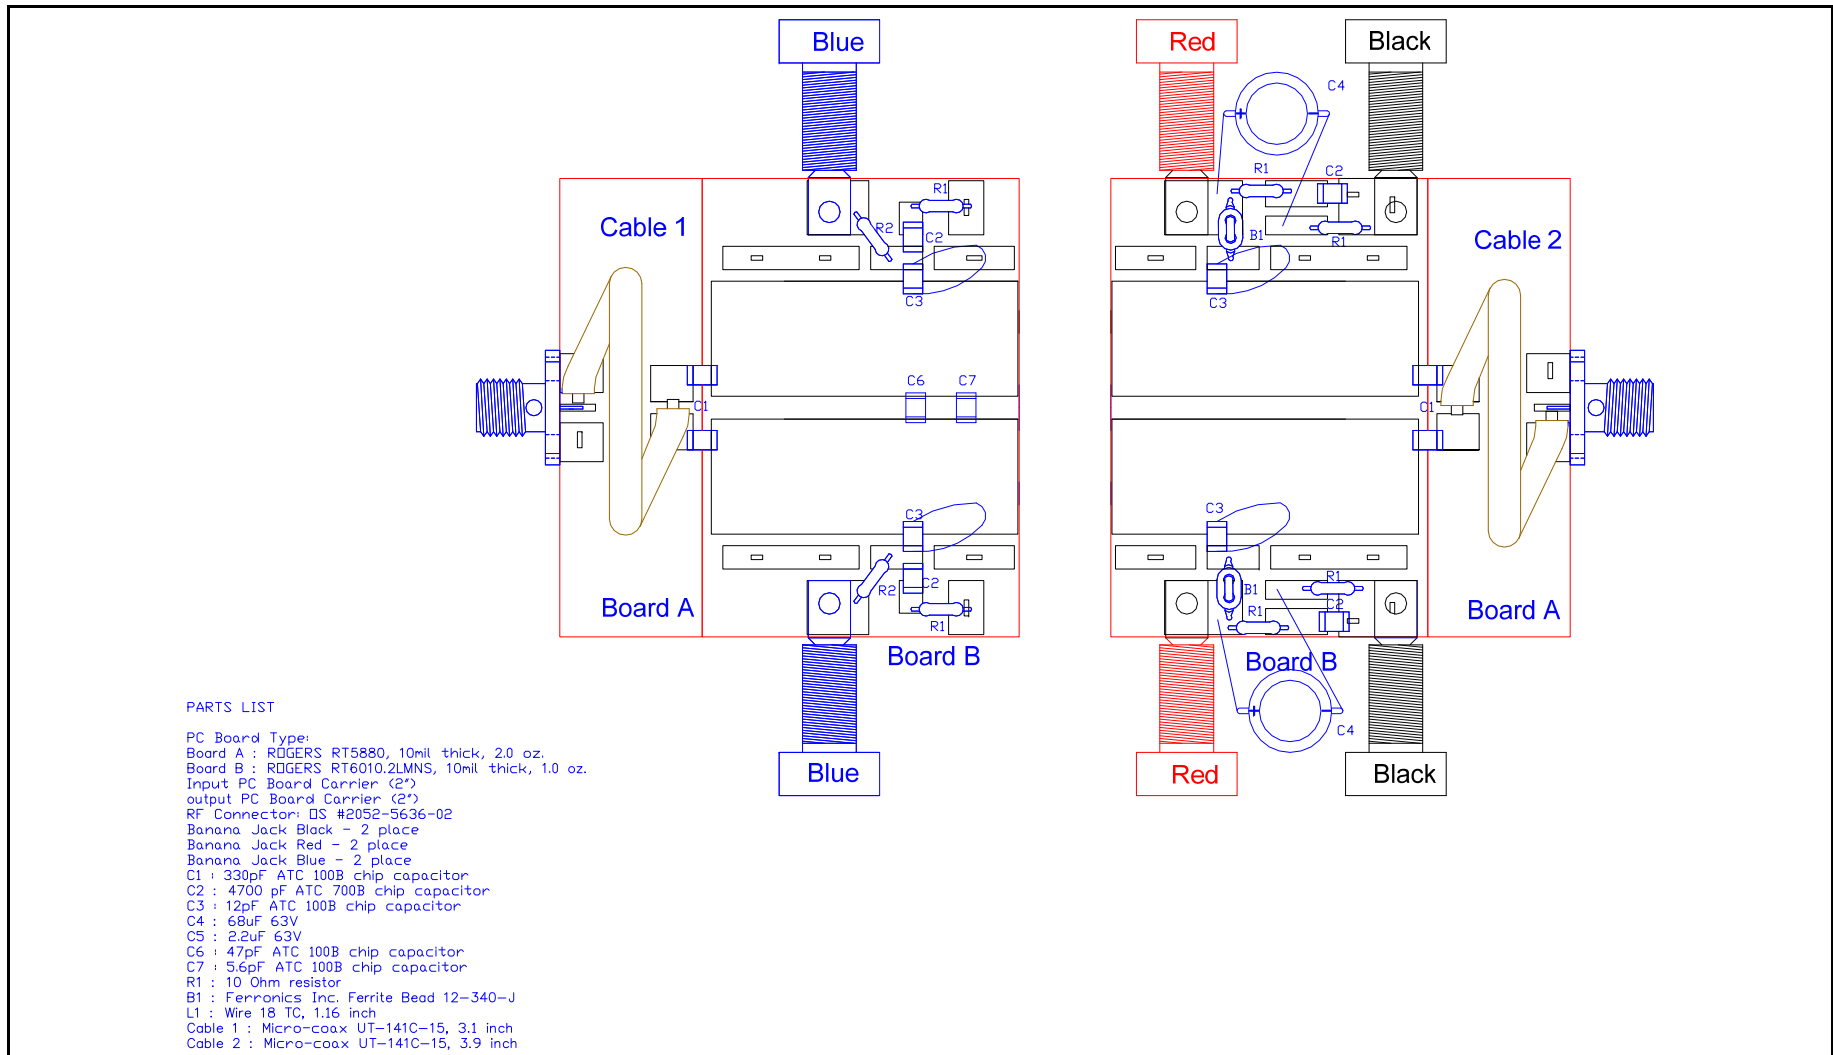 Blue
Red
Black
C4
R1
R1
C2
Cable 1
R2
C2
B1
R1
Cable 2
C3
C3
C6
C7
C1
C1
C3
C3
R2
C2
B1
R1
R1
C2
R1
Board A
Board A
Board B
Board B
C4
Blue
Red
Black
PARTS LIST
PC Board Type:
Board A : ROGERS RT5880, 10mil thick, 2.0 oz.
Board B : ROGERS RT6010.2LMNS, 10mil thick, 1.0 oz.
Input PC Board Carrier (2")
output PC Board Carrier (2")
RF Connector: OS #2052-5636-02
Banana Jack Black - 2 place
Banana Jack Red - 2 place
Banana Jack Blue - 2 place
C1 : 330pF ATC 100B chip capacitor
C2 : 4700 pF ATC 700B chip capacitor
C3 : 12pF ATC 100B chip capacitor
C4 : 68uF 63V
C5 : 2.2uF 63V
C6 : 47pF ATC 100B chip capacitor
C7 : 5.6pF ATC 100B chip capacitor
R1 : 10 Ohm resistor
B1 : Ferronics Inc. Ferrite Bead 12-340-J
L1 : Wire 18 TC, 1.16 inch
Cable 1 : Micro-coax UT-141C-15, 3.1 inch
Cable 2 : Micro-coax UT-141C-15, 3.9 inch